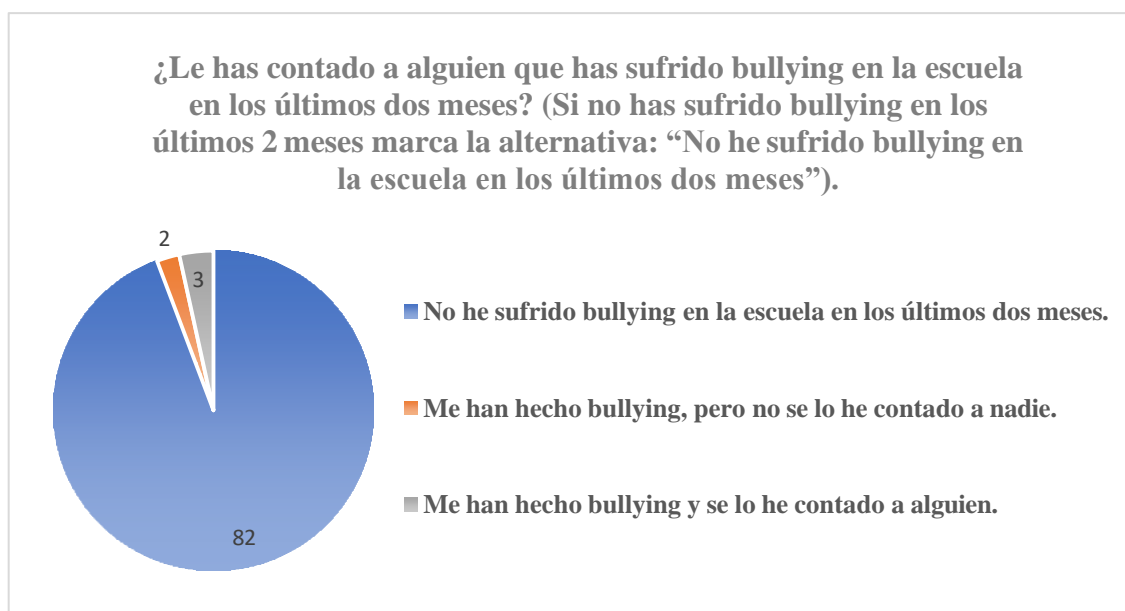 ¿Le has contado a alguien que has sufrido bullying en la escuela
en los últimos dos meses? (Si no has sufrido bullying en los
últimos 2 meses marca la alternativa: “No he sufrido bullying en
la escuela en los últimos dos meses”).
2
3
No he sufrido bullying en la escuela en los últimos dos meses.
Me han hecho bullying, pero no se lo he contado a nadie.
Me han hecho bullying y se lo he contado a alguien.
82